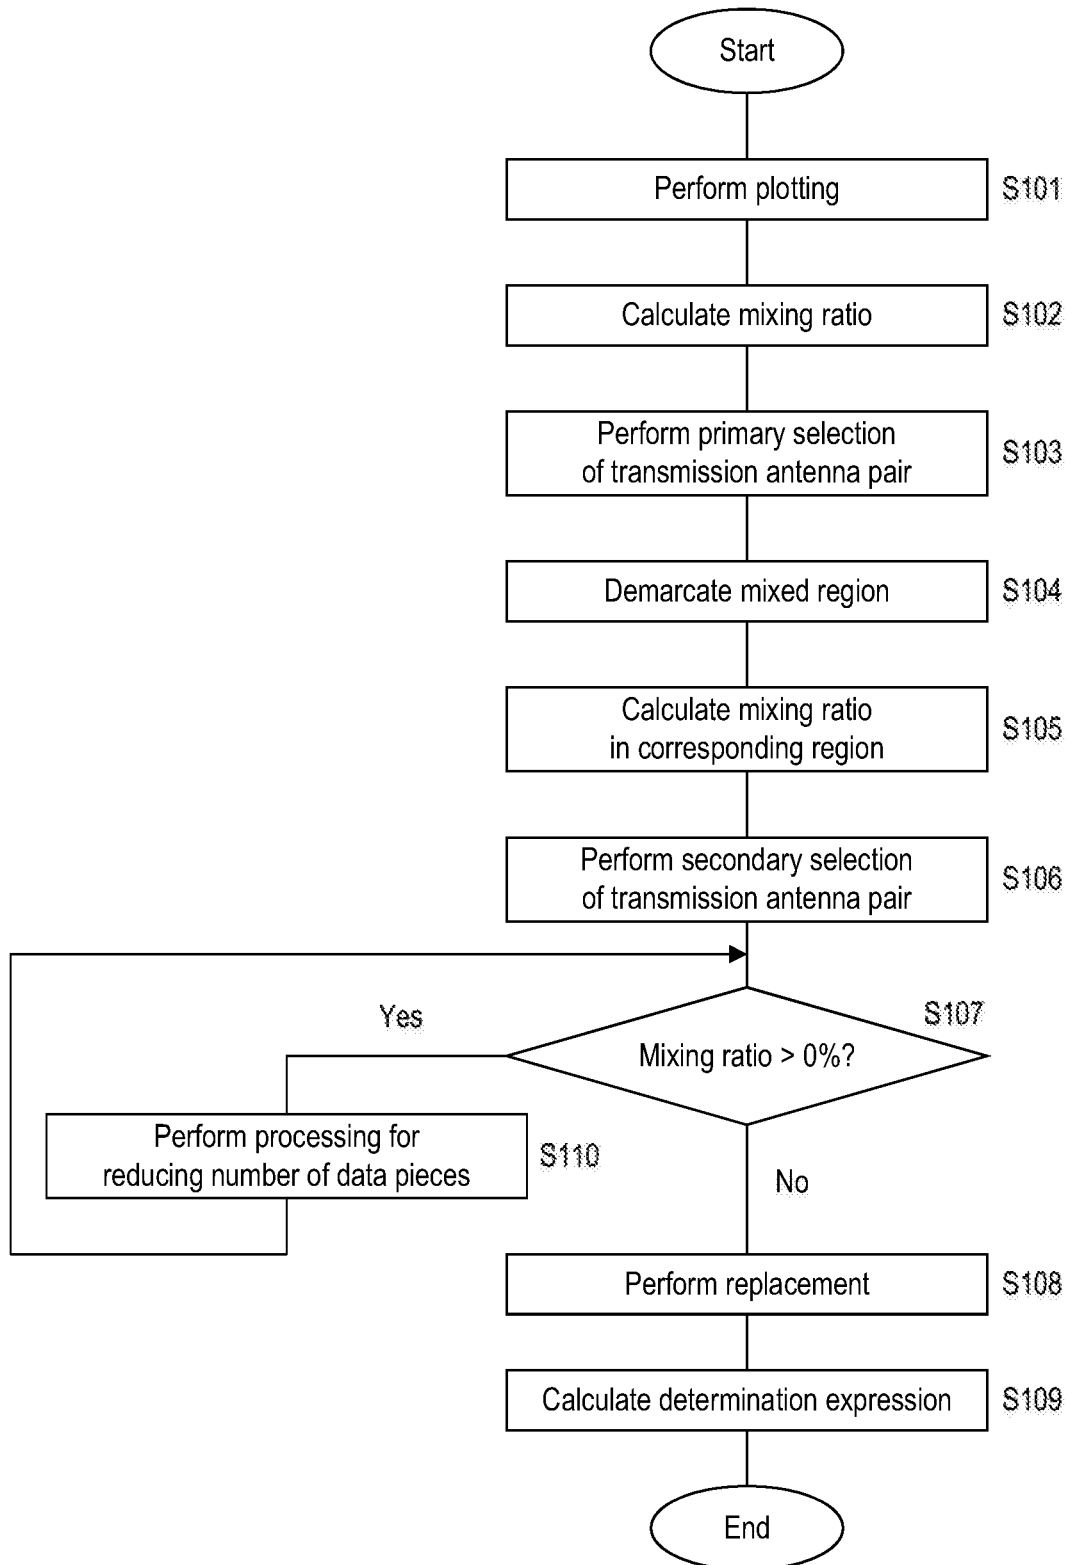 Start
Perform plotting
S101
Calculate mixing ratio
S102
Perform primary selection
of transmission antenna pair
S103
Demarcate mixed region
S104
Calculate mixing ratio
in corresponding region
S105
Perform secondary selection
of transmission antenna pair
S106
Yes
S107
Mixing ratio > 0%?
Perform processing for
reducing number of data pieces
S110
No
Perform replacement
S108
Calculate determination expression
S109
End